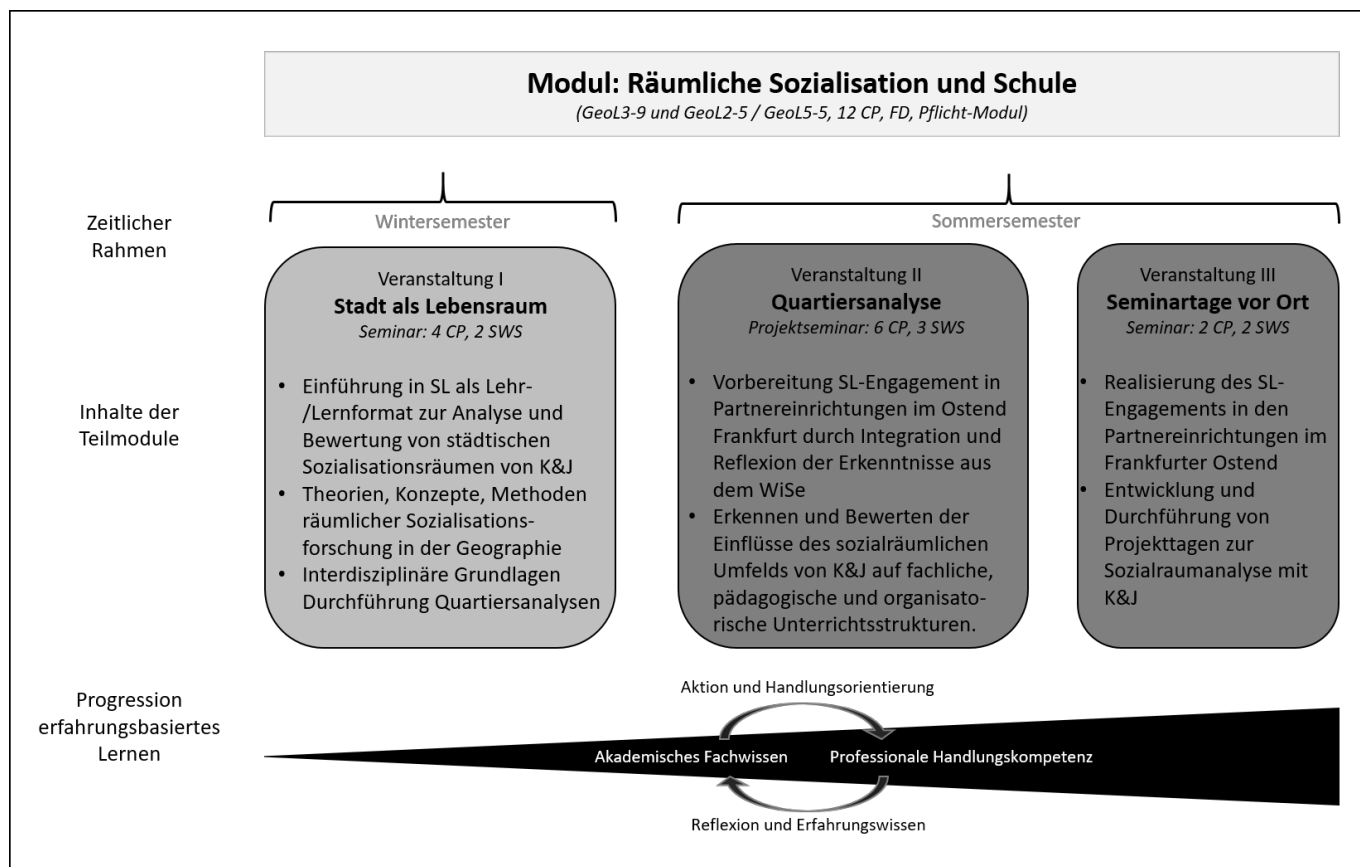 Modul: Räumliche Sozialisation und Schule
(GeoL3-9 und GeoL2-5 / GeoL5-5, 12 CP, FD, Pflicht-Modul)
Zeitlicher
Rahmen
Wintersemester
Sommersemester
Inhalte der
Teilmodule
Veranstaltung I
Stadt als Lebensraum
Seminar: 4 CP, 2 SWS
• Einführung in SL als Lehr-
/Lernformat zur Analyse und
Bewertung von städtischen
Sozialisationsräumen von K&J
• Theorien, Konzepte, Methoden
räumlicher Sozialisations-
forschung in der Geographie
• Interdisziplinäre Grundlagen
Durchführung Quartiersanalysen
Veranstaltung II
Quartiersanalyse
Projektseminar: 6 CP, 3 SWS
• Vorbereitung SL-Engagement in
Partnereinrichtungen im Ostend
Frankfurt durch Integration und
Reflexion der Erkenntnisse aus
dem WiSe
• Erkennen und Bewerten der
Einflüsse des sozialräumlichen
Umfelds von K&J auf fachliche,
pädagogische und organisato-
rische Unterrichtsstrukturen.
Veranstaltung III
Seminartage vor Ort
Seminar: 2 CP, 2 SWS
• Realisierung des SL-
Engagements in den
Partnereinrichtungen im
Frankfurter Ostend
• Entwicklung und
Durchführung von
Projekttagen zur
Sozialraumanalyse mit
K&J
Progression
erfahrungsbasiertes
Lernen
Aktion und Handlungsorientierung
Akademisches Fachwissen
Professionale Handlungskompetenz
Reflexion und Erfahrungswissen